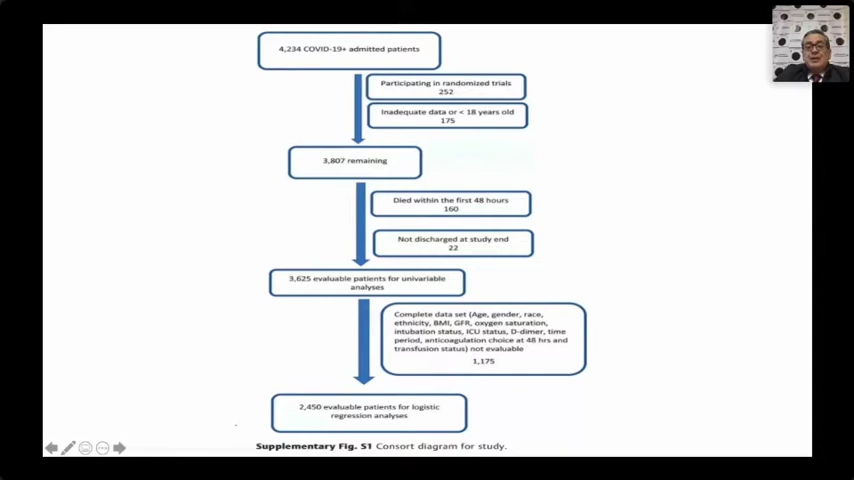 4,234 COVID-19+ admitted patients
Participating in randomized trials
252
Inadequate data or < 18 years old
175
3,807 remaining
Died within the first 48 hours
160
Not discharged at study end
22
3,625 evaluable patients for univariable
analyses
Complete data set (Age, gender, race,
ethnicity, BMI, GFR, oxygen saturation,
intubation status, ICU status, D-dimer, time
period, anticoagulation choice at 48 hrs and
transfusion status) not evaluable
1,175
2,450 evaluable patients for logistic
regression analyses
Supplementary Fig. S1 Consort diagram for study.